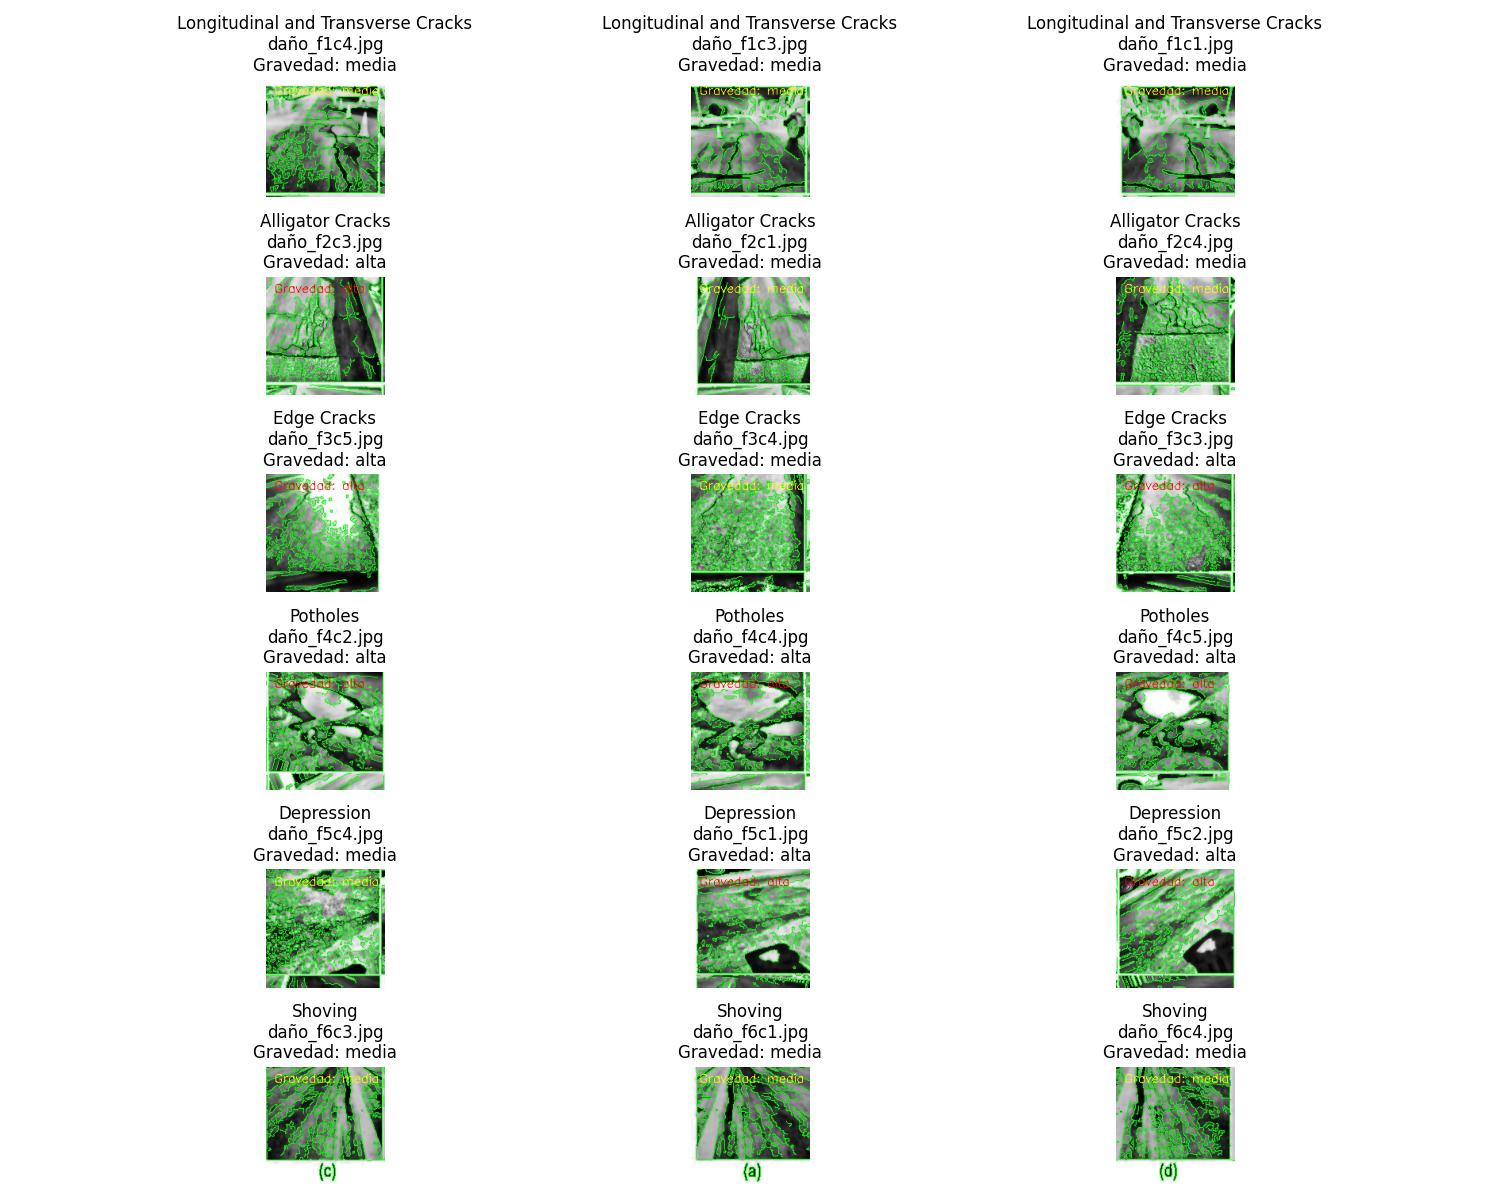 Longitudinal and Transverse Cracks
daño_f1c4.jpg
Gravedad: media
Gravedad: media
Longitudinal and Transverse Cracks
daño_f1c3.jpg
Gravedad: media
Gravedad: media
Longitudinal and Transverse Cracks
daño_f1c1.jpg
Gravedad: media
Gravedad: media
Alligator Cracks
daño_f2c3.jpg
Gravedad: alta
Gravedad: alta
Alligator Cracks
daño_f2c1.jpg
Gravedad: media
Gravedad: media
Alligator Cracks
daño_f2c4.jpg
Gravedad: media
Gravedad: media
Edge Cracks
daño_f3c5.jpg
Gravedad: alta
Gravedad: alta
Edge Cracks
daño_f3c4.jpg
Gravedad: media
Gravedad: media
Edge Cracks
daño_f3c3.jpg
Gravedad: alta
Gravedad: alta
Potholes
daño_f4c2.jpg
Gravedad: alta
Gravedad: alta
Potholes
daño_f4c4.jpg
Gravedad: alta
Gravedad: alta
Potholes
daño_f4c5.jpg
Gravedad: alta
Gravedad: alta
Depression
daño_f5c4.jpg
Gravedad: media
Gravedad: media
Depression
daño_f5c1.jpg
Gravedad: alta
Gravedad: alta
Depression
daño_f5c2.jpg
Gravedad: alta
Gravedad: alta
Shoving
daño_f6c3.jpg
Gravedad: media
Gravedad: media
(c)
Shoving
daño_f6c1.jpg
Gravedad: media
Gravedad: media
(a)
Shoving
daño_f6c4.jpg
Gravedad: media
Gravedad: media
(d)